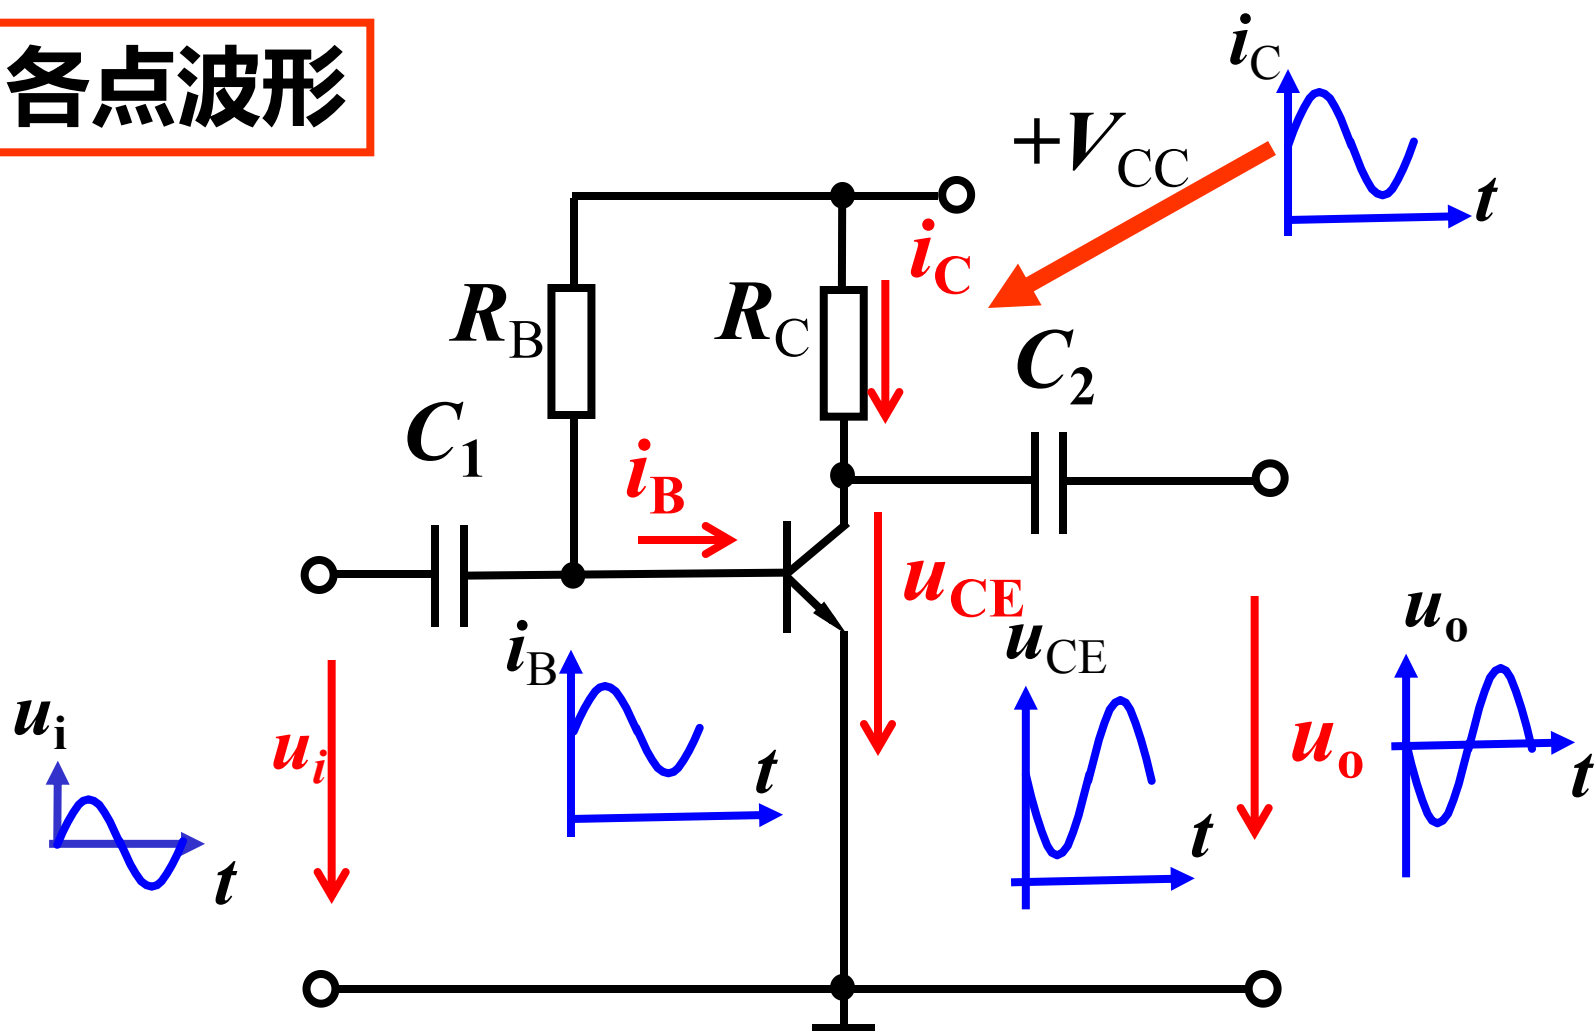 各点波形
iC
+VCC
t
iC
RB
RC
C2
C1
iB
uCE
uo
iB
uCE
ui
ui
uo
t
t
t
t